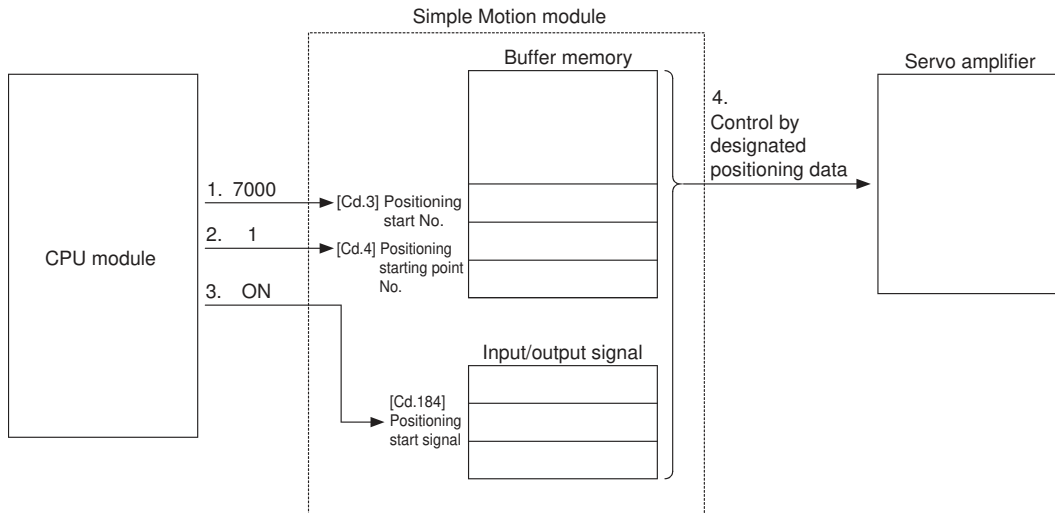 Simple Motion module
Buffer memory
Servo amplifier
CPU module
1. 7000
2. 1
3. ON
[Cd.3] Positioning
start No.
[Cd.4] Positioning
starting point
No.
4.
Control by
designated
positioning data
Input/output signal
[Cd.184]
Positioning
start signal